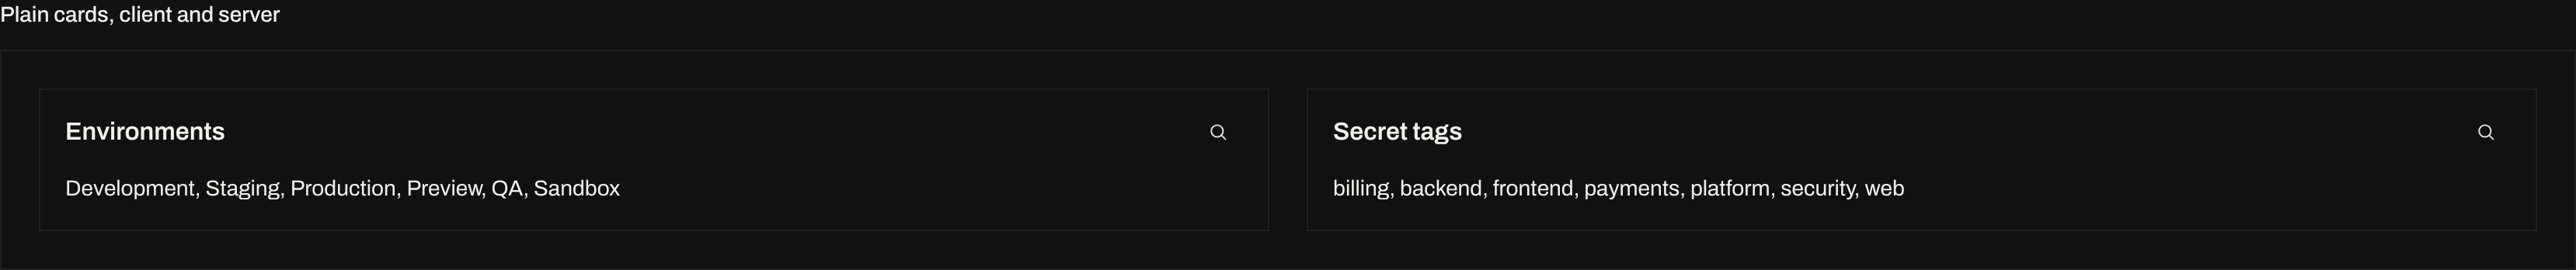 Plain cards, client and server
Environments
Development, Staging, Production, Preview, QA, Sandbox
Secret tags
billing, backend, frontend, payments, platform, security, web